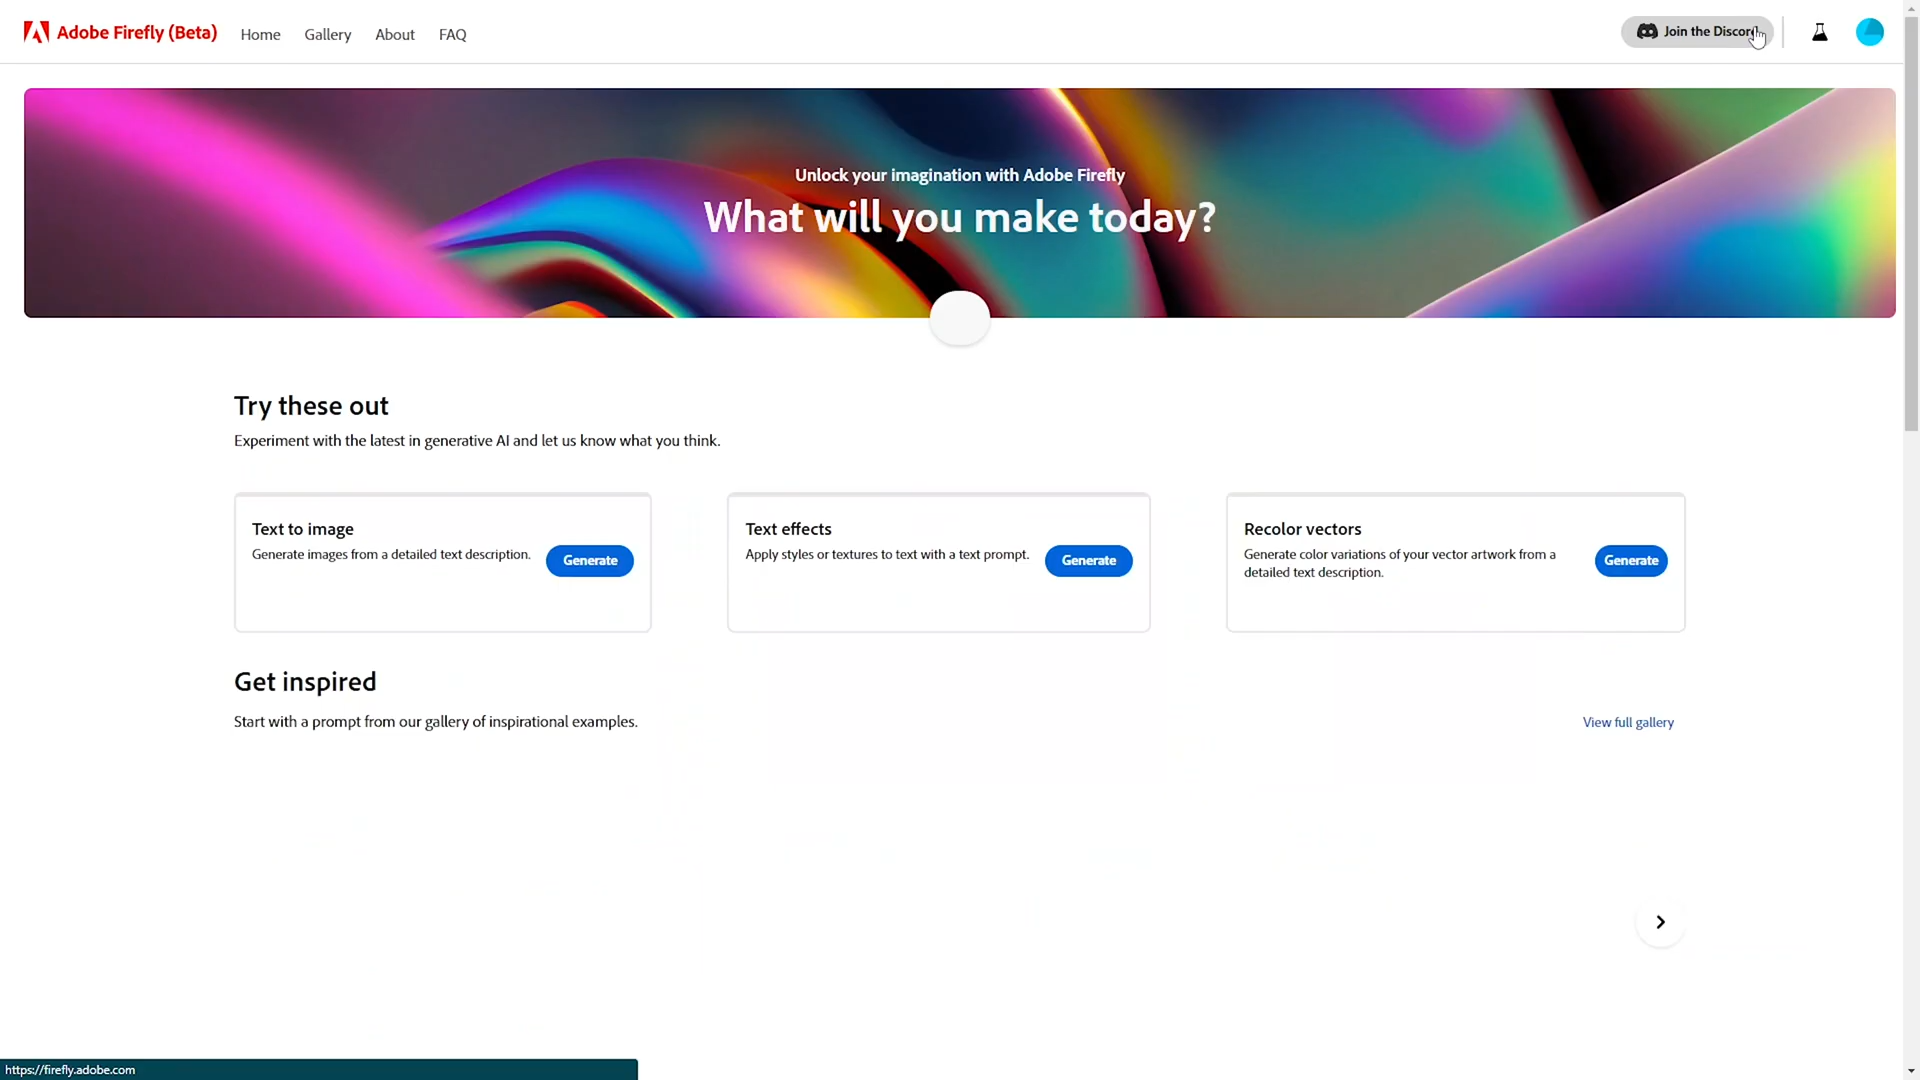 Adobe Firefly (Beta)
Home
Gallery
About
FAQ
Join the Discord
Unlock your imagination with Adobe Firefly
What will you make today?
Try these out
Experiment with the latest in generative AI and let us know what you think.
Text to image
Generate images from a detailed text description.
Generate
Text effects
Apply styles or textures to text with a text prompt.
Generate
Recolor vectors
Generate color variations of your vector artwork from a
detailed text description.
Generate
Get inspired
Start with a prompt from our gallery of inspirational examples.
View full gallery
https://firefly.adobe.com